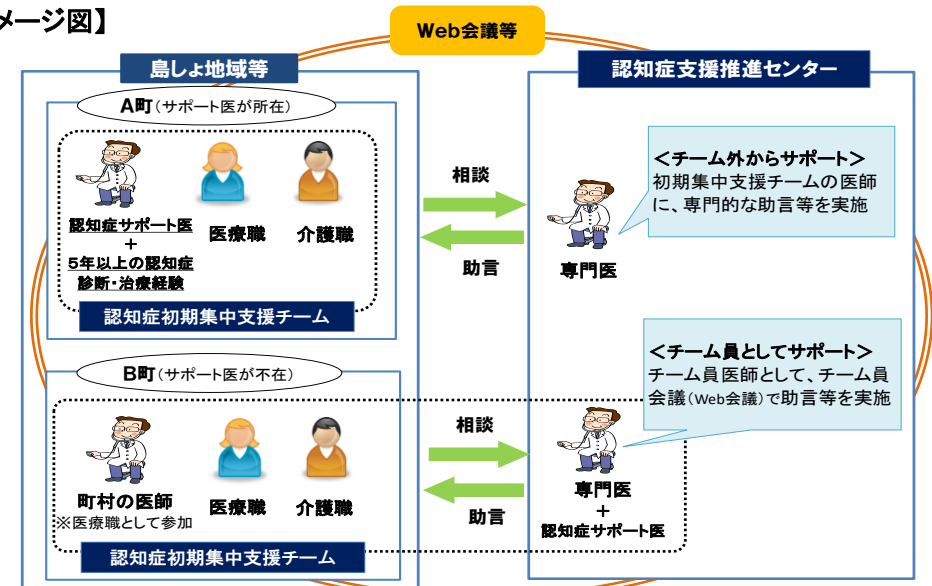 メージ図】
Web会議等
島しょ地域等
A町(サポート医が所在)
認知症サポート医
+
5年以上の認知症
診断・治療経験
医療職
介護職
認知症初期集中支援チーム
相談
助言
認知症支援推進センター
専門医
<チーム外からサポート>
初期集中支援チームの医師
に、専門的な助言等を実施
B町(サポート医が不在)
町村の医師
※医療職として参加
医療職
介護職
認知症初期集中支援チーム
相談
助言
専門医
+
認知症サポート医
<チーム員としてサポート>
チーム員医師として、チーム員
会議(Web会議)で助言等を実施